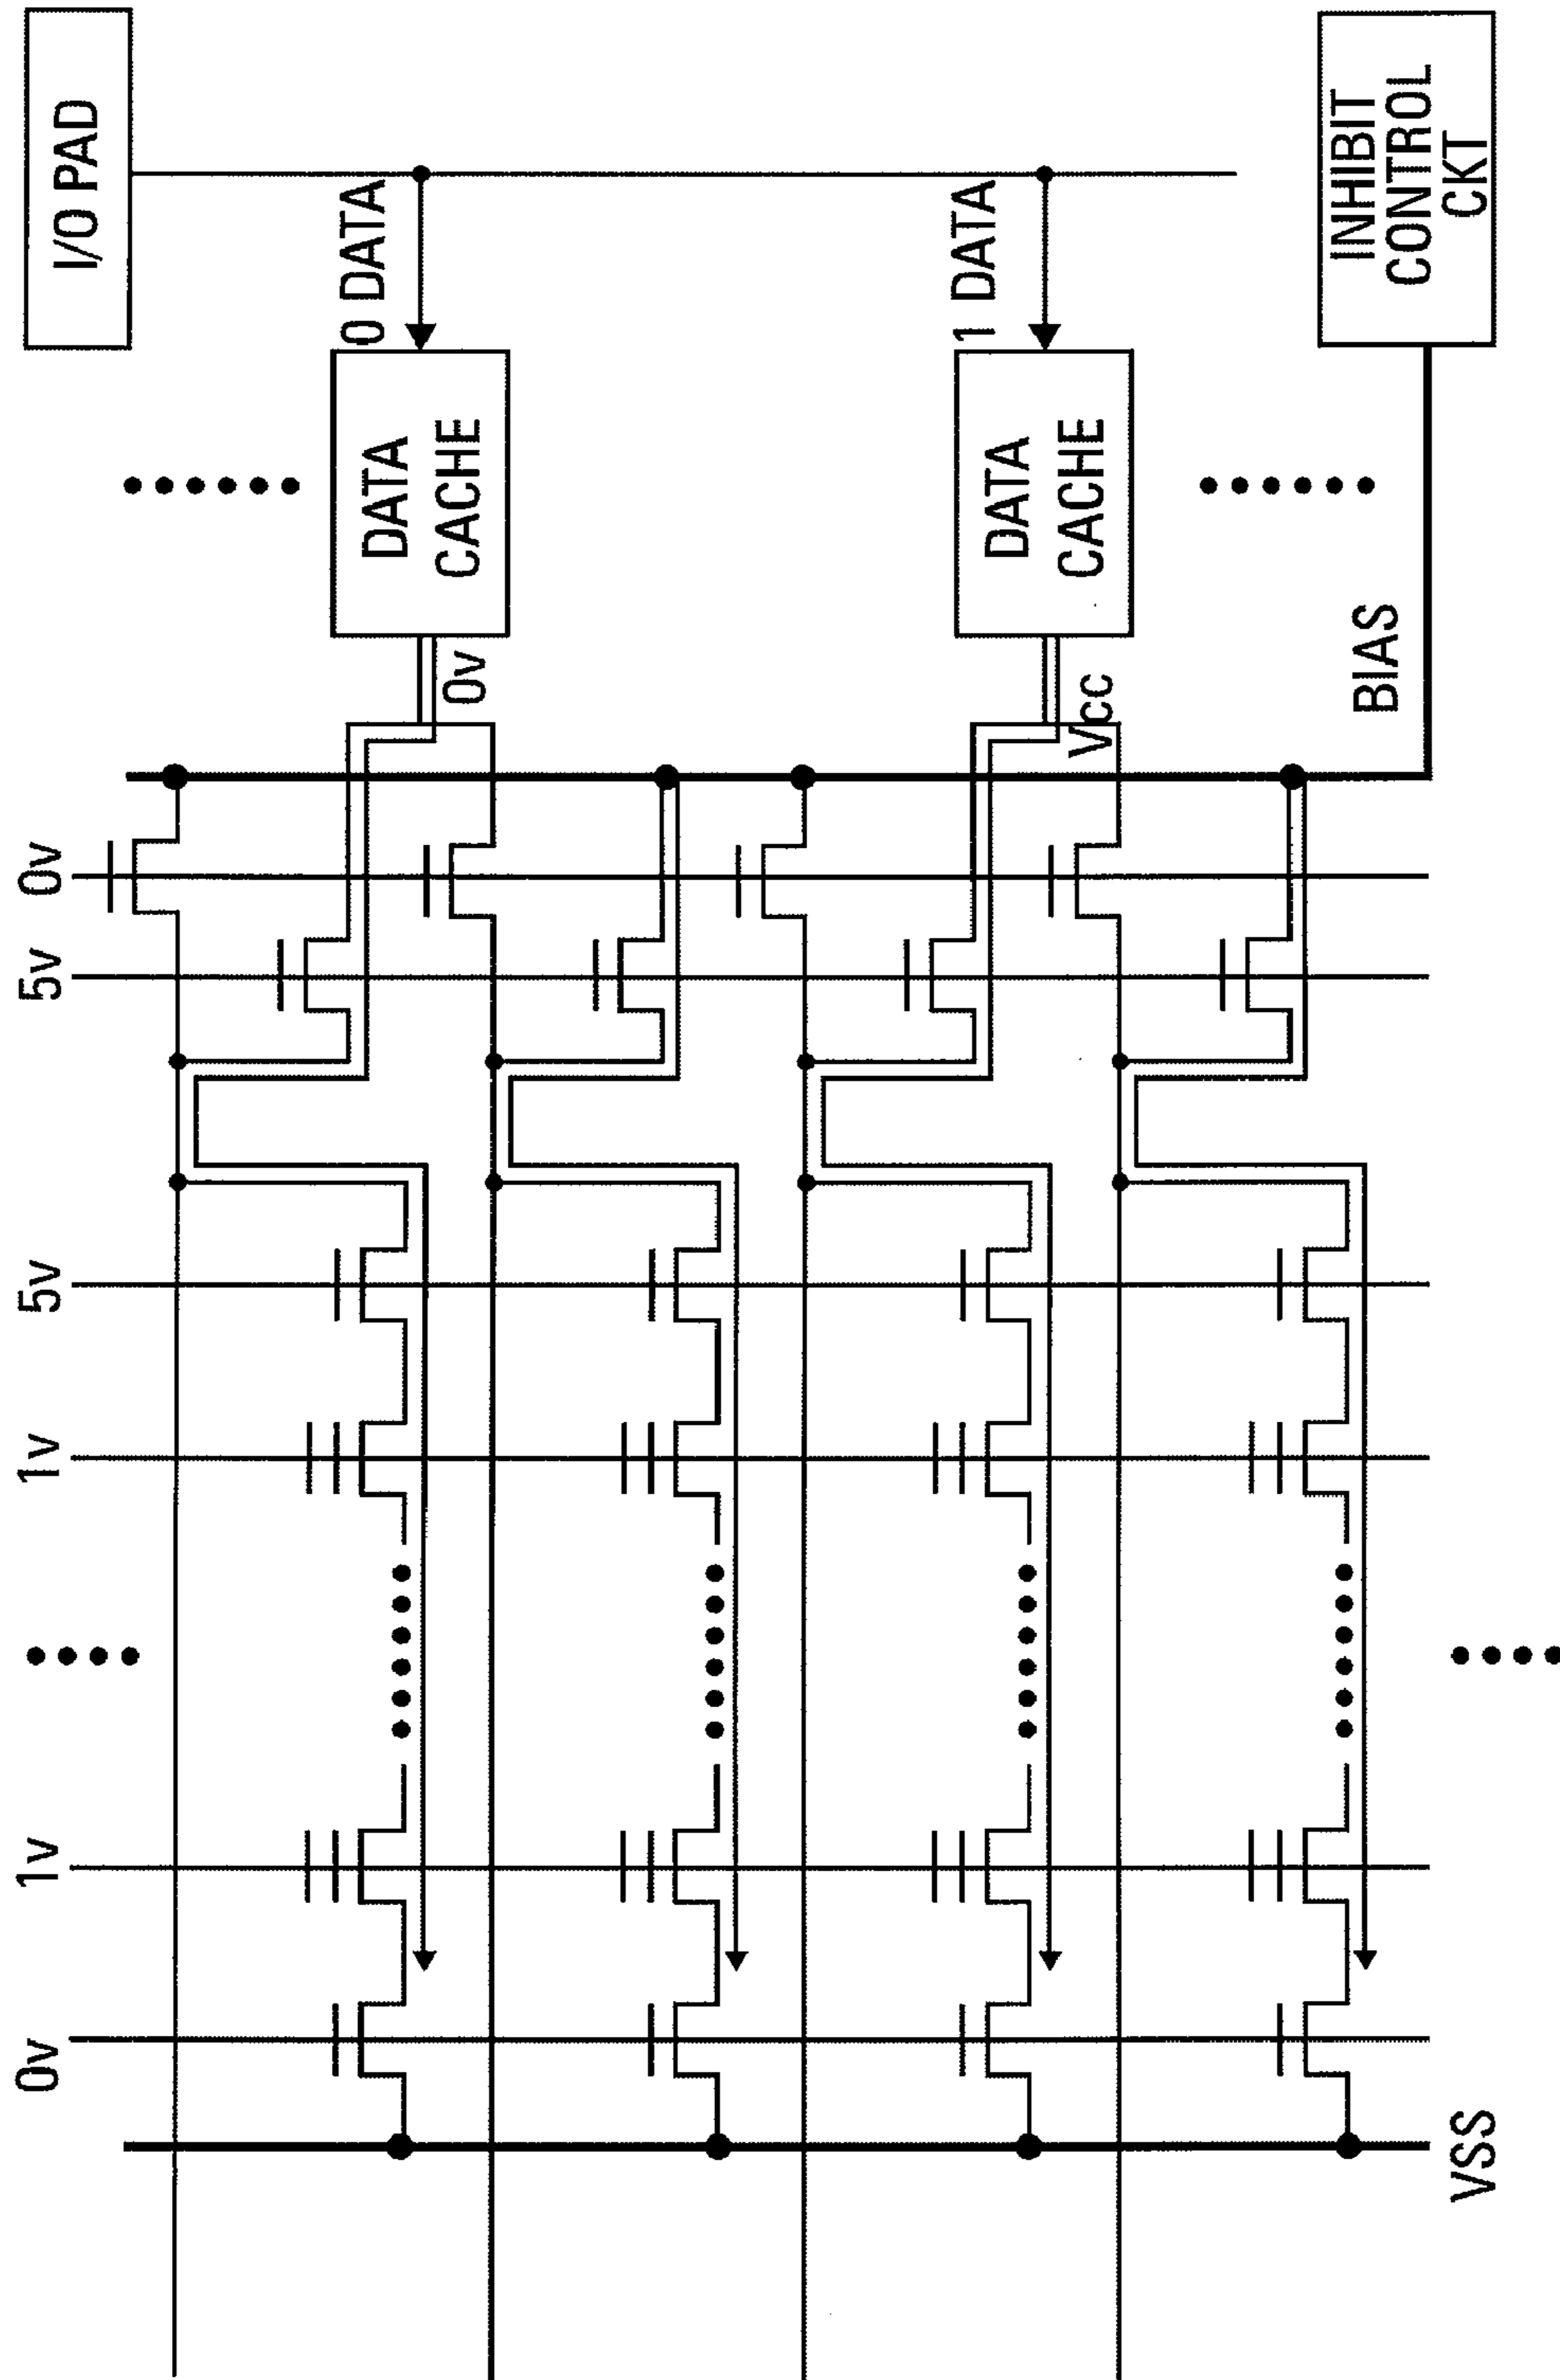 I/O PAD
0 DATA
1 DATA
INHIBIT
CONTROL
CKT
DATA
CACHE
DATA
CACHE
0v
Vcc
BIAS
0v
5v
5v
1v
1v
0v
VSS